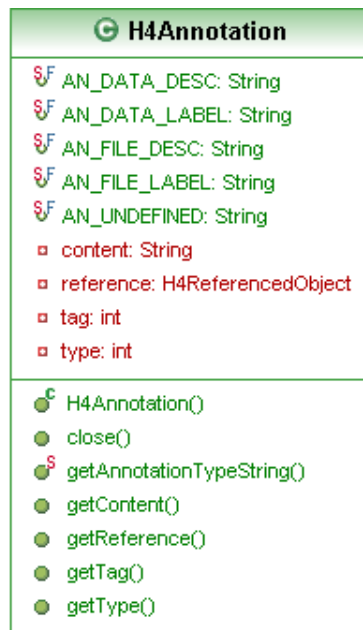 H4Annotation
AN_DATA_DESC: String
AN_DATA_LABEL: String
AN_FILE_DESC: String
AN_FILE_LABEL: String
AN_UNDEFINED: String
content: String
reference: H4ReferencedObject
tag: int
type: int
H4Annotation()
close()
getAnnotationTypeString()
getContent()
getReference()
getTag()
getType()